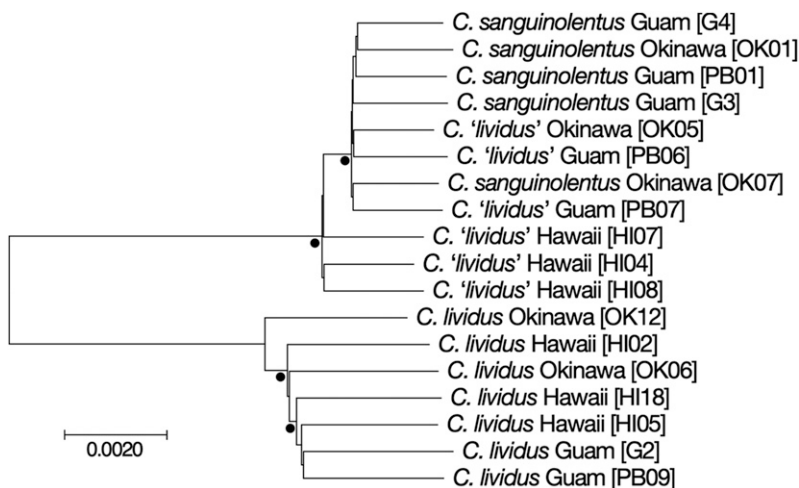 C. sanguinolentus Guam [G4]
C. sanguinolentus Okinawa [OK01]
C. sanguinolentus Guam [PB01]
C. sanguinolentus Guam [G3]
C. ‘lividus’ Okinawa [OK05]
C. ‘lividus’ Guam [PB06]
C. sanguinolentus Okinawa [OK07]
C. ‘lividus’ Guam [PB07]
C. ‘lividus’ Hawaii [HI07]
C. ‘lividus’ Hawaii [HI04]
C. ‘lividus’ Hawaii [HI08]
C. lividus Okinawa [OK12]
C. lividus Hawaii [HI02]
C. lividus Okinawa [OK06]
C. lividus Hawaii [HI18]
C. lividus Hawaii [HI05]
C. lividus Guam [G2]
C. lividus Guam [PB09]
0.0020